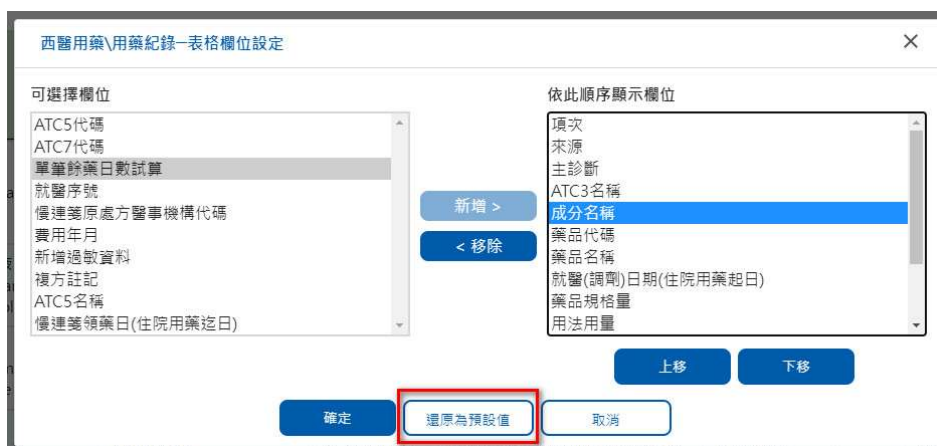 西醫用藥\用藥紀錄─表格欄位設定
可選擇欄位
ATC5代碼
ATC7代碼
單筆餘藥日數試算
就醫序號
慢連箋原處方醫事機構代碼
費用年月
新增過敏資料
複方註記
ATC5名稱
慢連箋領藥日(住院用藥迄日)
新增 >
< 移除
依此順序顯示欄位
項次
來源
主診斷
ATC3名稱
成分名稱
藥品代碼
藥品名稱
就醫(調劑)日期(住院用藥起日)
藥品規格量
用法用量
上移
下移
確定
還原為預設值
取消